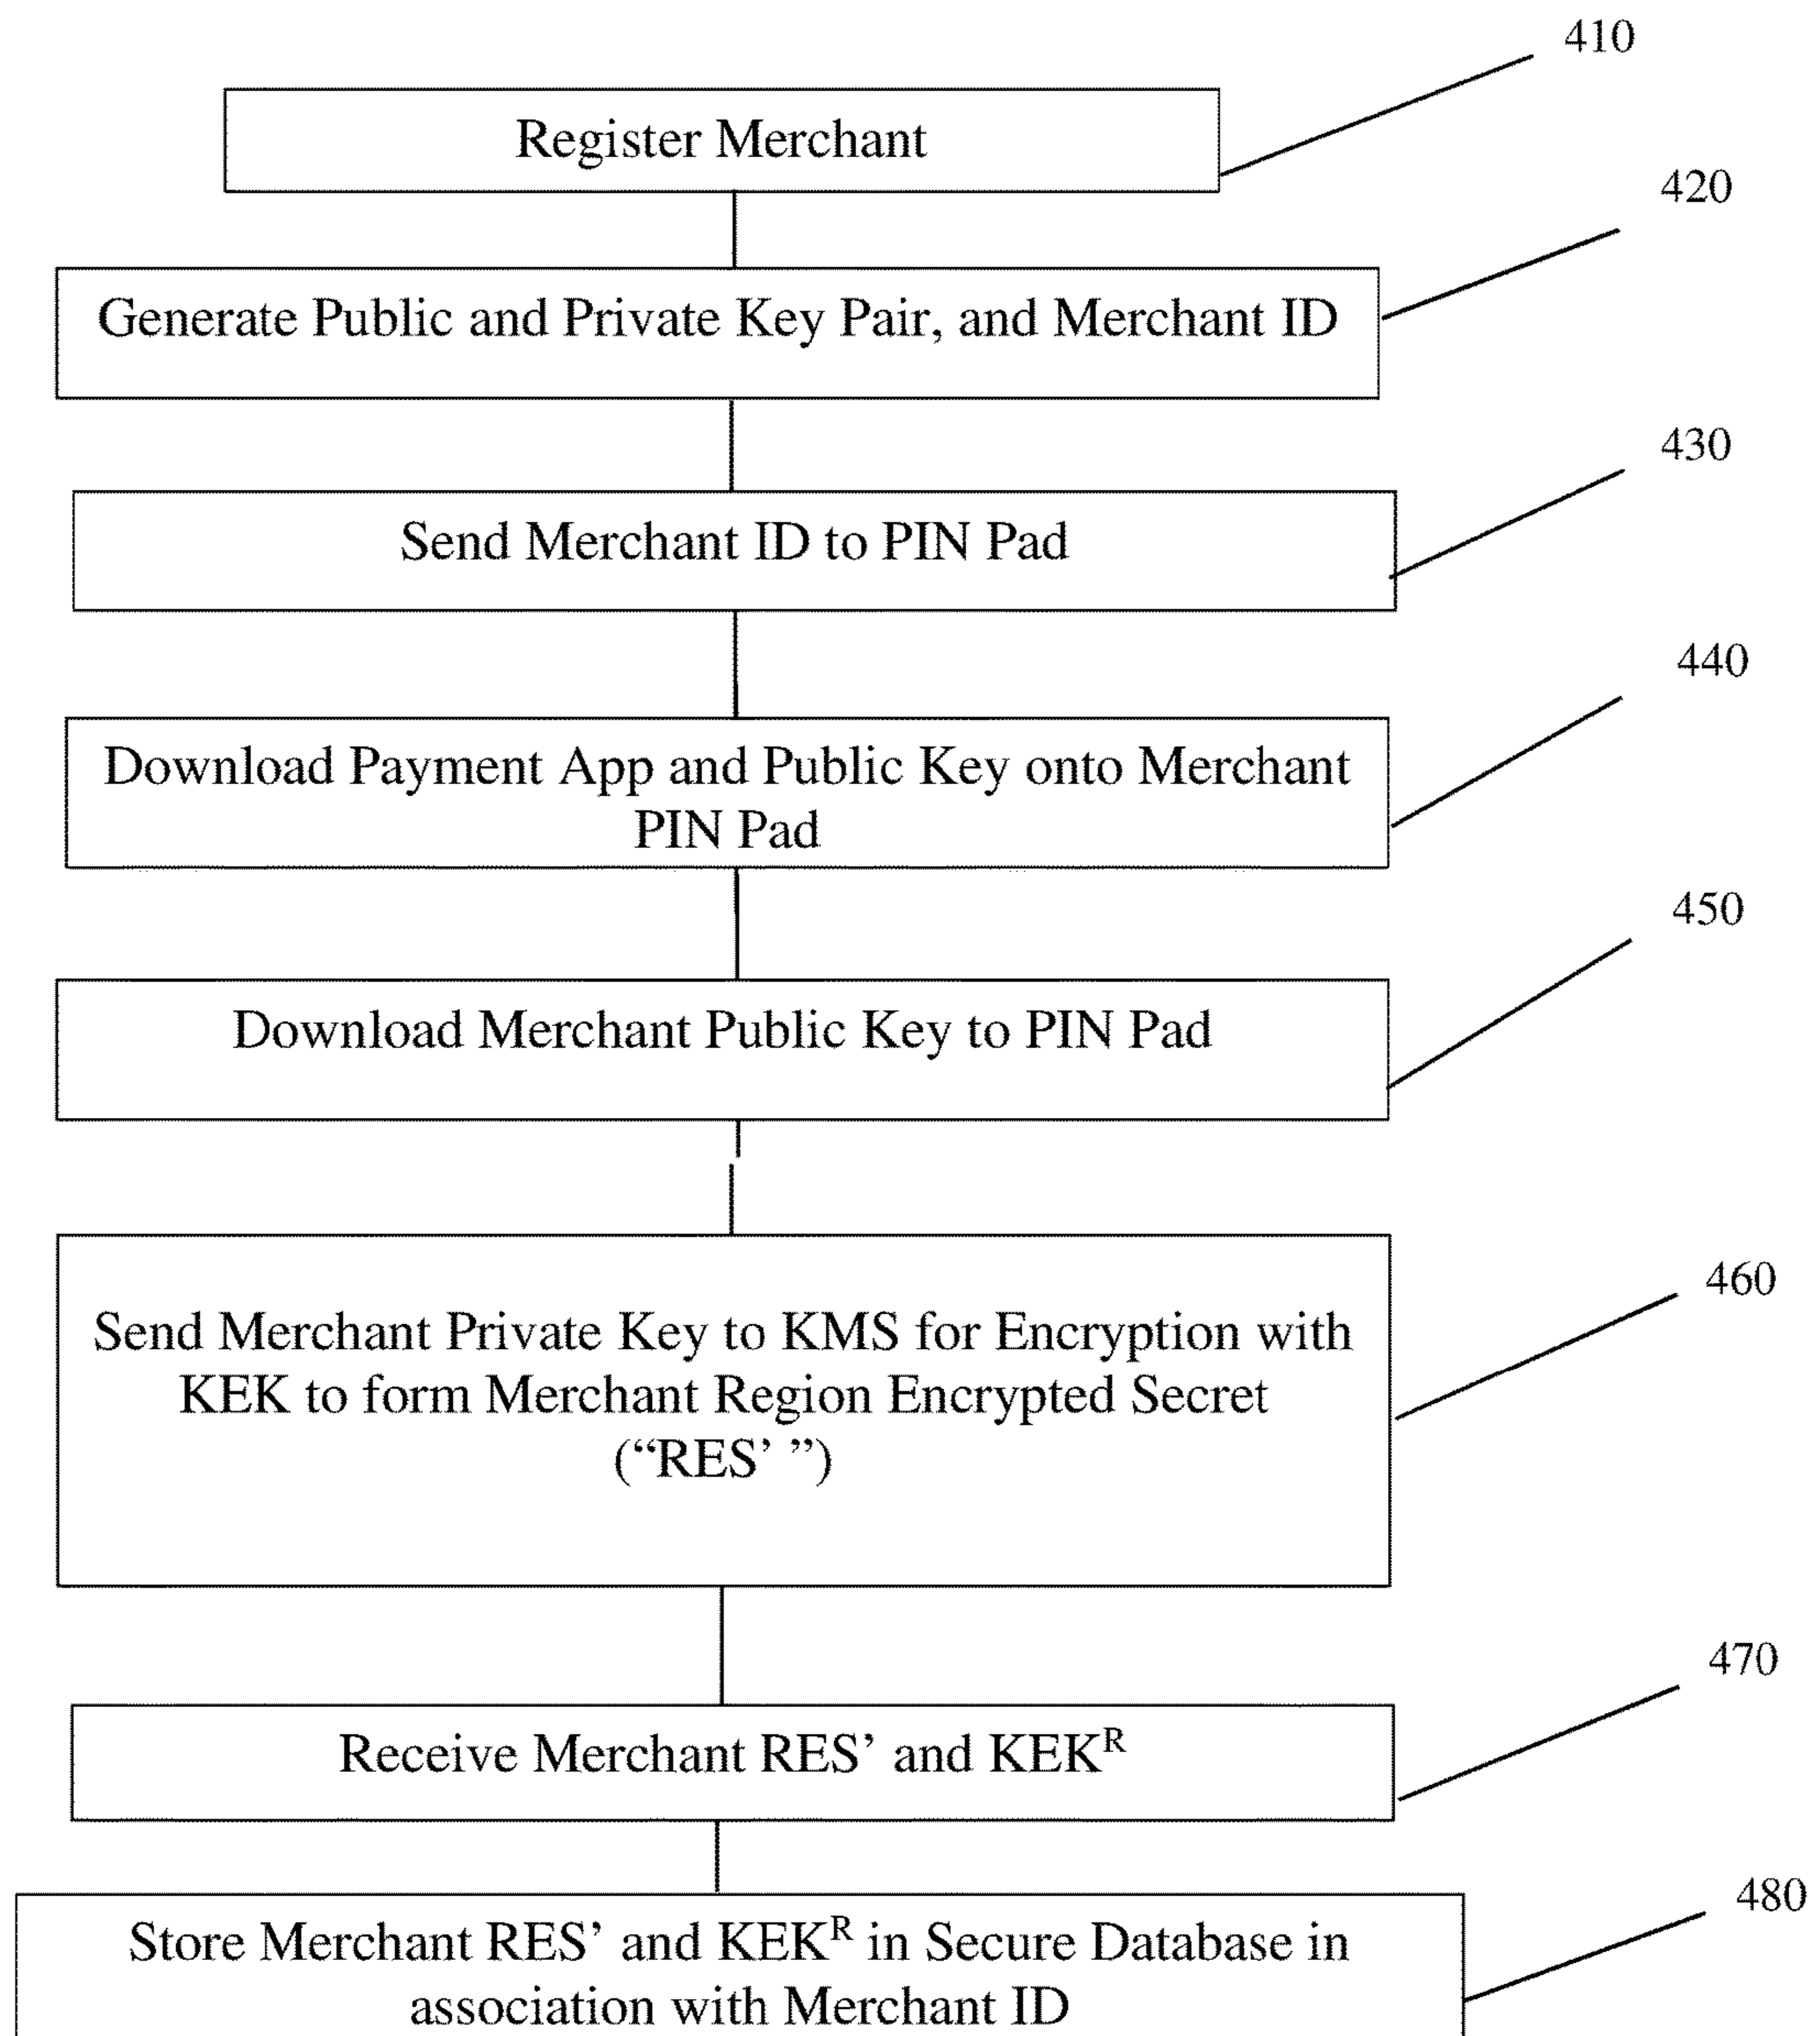 410
Register Merchant
420
Generate Public and Private Key Pair, and Merchant ID
430
Send Merchant ID to PIN Pad
440
Download Payment App and Public Key onto Merchant
PIN Pad
450
Download Merchant Public Key to PIN Pad
460
Send Merchant Private Key to KMS for Encryption with
KEK to form Merchant Region Encrypted Secret
(“RES’ ”)
470
Receive Merchant RES’ and KEKᴿ
480
Store Merchant RES’ and KEKᴿ in Secure Database in
association with Merchant ID